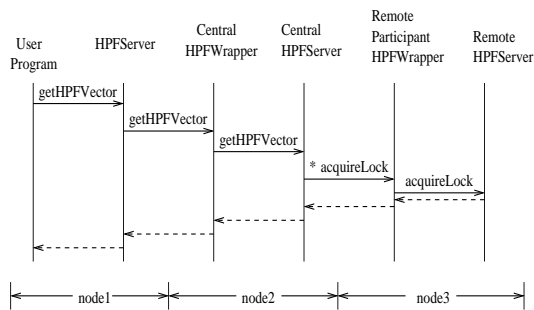 User
Program
HPFServer
Central
HPFWrapper
Central
HPFServer
Remote
Participant
HPFWrapper
Remote
HPFServer
getHPFVector
getHPFVector
getHPFVector
* acquireLock
acquireLock
node1
node2
node3